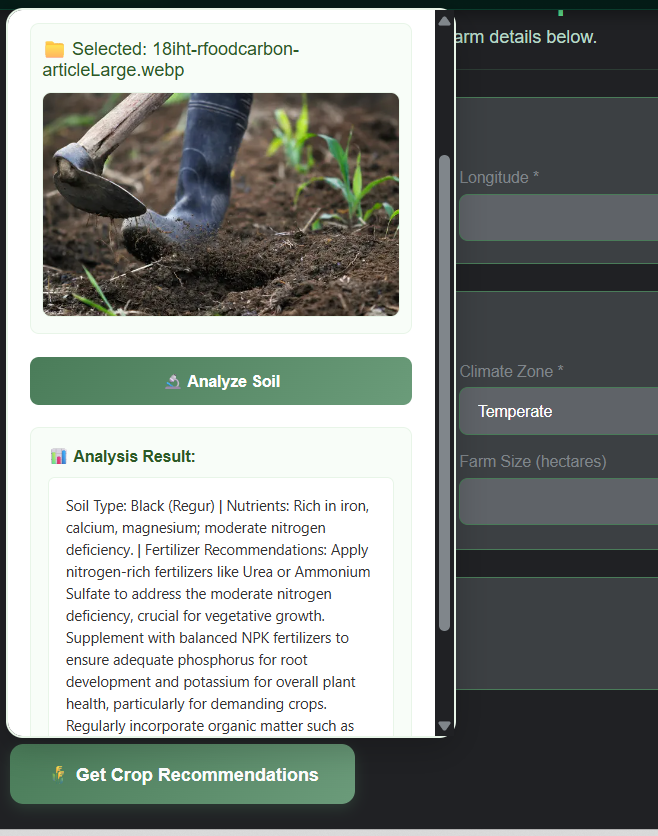 Selected: 18iht-rfoodcarbon-
articleLarge.webp
Analyze Soil
Analysis Result:
Soil Type: Black (Regur) | Nutrients: Rich in iron,
calcium, magnesium; moderate nitrogen
deficiency. | Fertilizer Recommendations: Apply
nitrogen-rich fertilizers like Urea or Ammonium
Sulfate to address the moderate nitrogen
deficiency, crucial for vegetative growth.
Supplement with balanced NPK fertilizers to
ensure adequate phosphorus for root
development and potassium for overall plant
health, particularly for demanding crops.
Regularly incorporate organic matter such as
Get Crop Recommendations
arm details below.
Longitude *
Climate Zone *
Temperate
Farm Size (hectares)